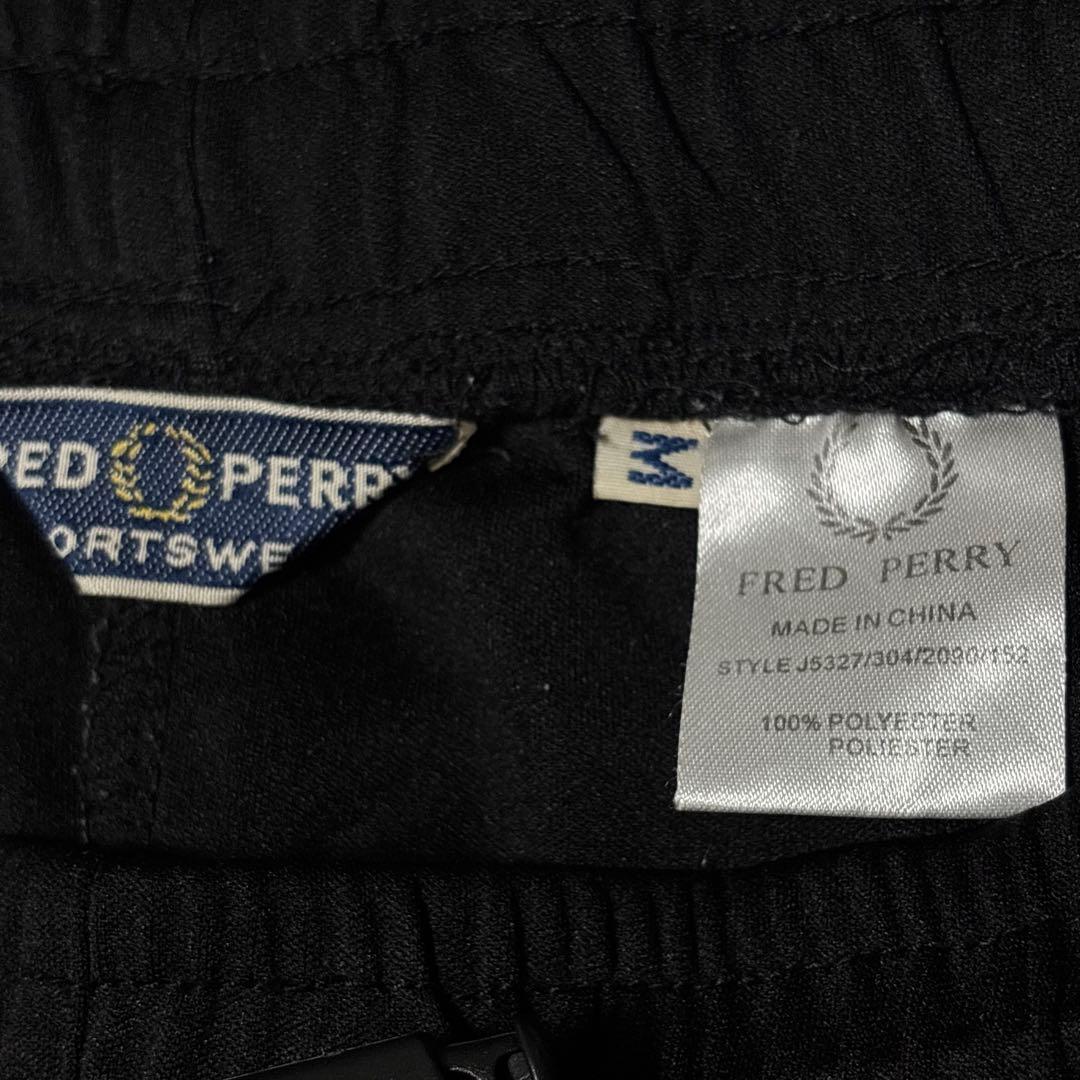 RED PERRY
ORTSWE
M
FRED PERRY
MADE IN CHINA
STYLE J5327/304/2090/152
100% POLYESTER
POLIESTER